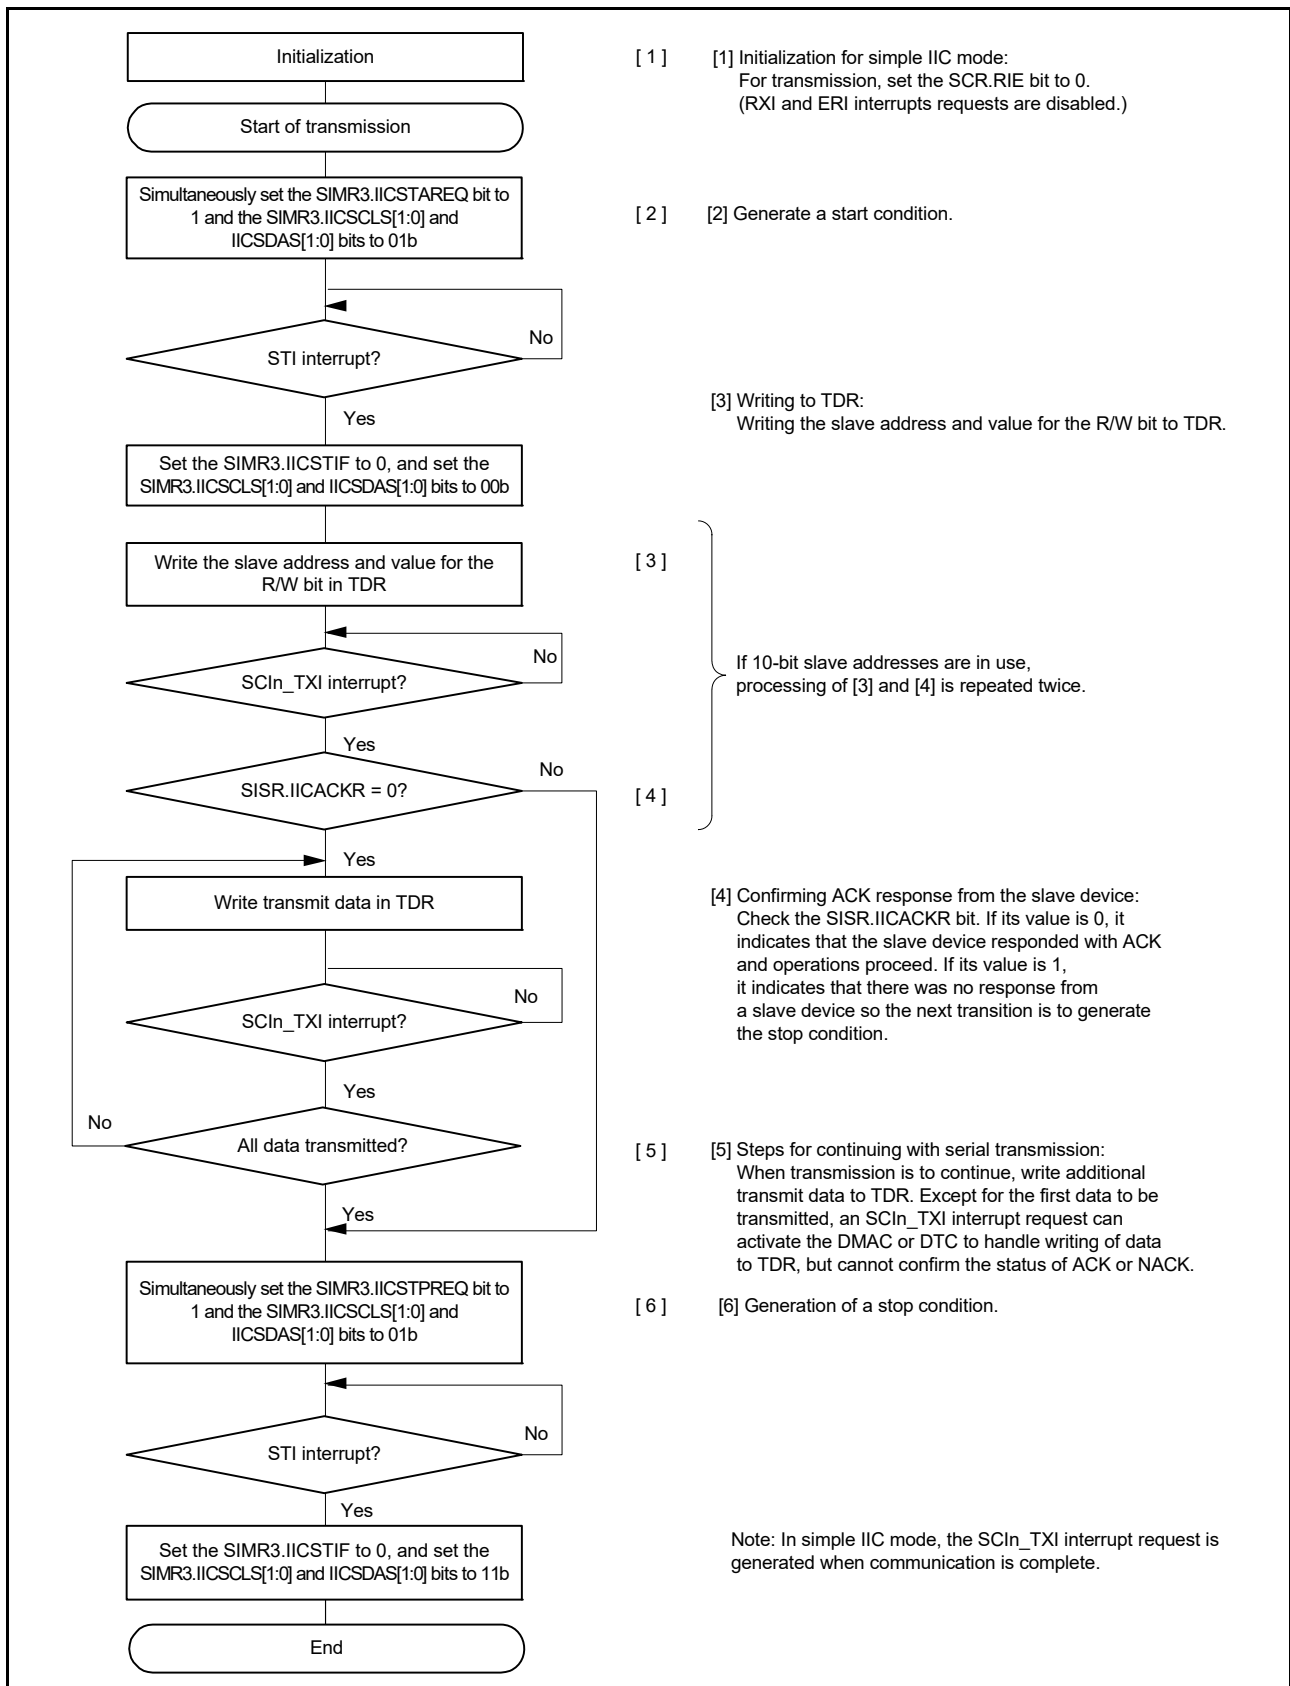 Initialization
[ 1 ]
[1] Initialization for simple IIC mode:
For transmission, set the SCR.RIE bit to 0.
(RXI and ERI interrupts requests are disabled.)
Start of transmission
Simultaneously set the SIMR3.IICSTAREQ bit to
1 and the SIMR3.IICSCLS[1:0] and
IICSDAS[1:0] bits to 01b
[ 2 ]
[2] Generate a start condition.
No
STI interrupt?
Yes
[3] Writing to TDR:
Writing the slave address and value for the R/W bit to TDR.
Set the SIMR3.IICSTIF to 0, and set the
SIMR3.IICSCLS[1:0] and IICSDAS[1:0] bits to 00b
Write the slave address and value for the
R/W bit in TDR
[ 3 ]
No
SCIn_TXI interrupt?
If 10-bit slave addresses are in use,
processing of [3] and [4] is repeated twice.
Yes
No
SISR.IICACKR = 0?
[ 4 ]
Yes
Write transmit data in TDR
[4] Confirming ACK response from the slave device:
Check the SISR.IICACKR bit. If its value is 0, it
indicates that the slave device responded with ACK
and operations proceed. If its value is 1,
it indicates that there was no response from
a slave device so the next transition is to generate
the stop condition.
No
SCIn_TXI interrupt?
Yes
No
All data transmitted?
[ 5 ]
[5] Steps for continuing with serial transmission:
When transmission is to continue, write additional
transmit data to TDR. Except for the first data to be
transmitted, an SCIn_TXI interrupt request can
activate the DMAC or DTC to handle writing of data
to TDR, but cannot confirm the status of ACK or NACK.
Yes
Simultaneously set the SIMR3.IICSTPREQ bit to
1 and the SIMR3.IICSCLS[1:0] and
IICSDAS[1:0] bits to 01b
[ 6 ]
[6] Generation of a stop condition.
No
STI interrupt?
Yes
Set the SIMR3.IICSTIF to 0, and set the
SIMR3.IICSCLS[1:0] and IICSDAS[1:0] bits to 11b
Note: In simple IIC mode, the SCIn_TXI interrupt request is
generated when communication is complete.
End